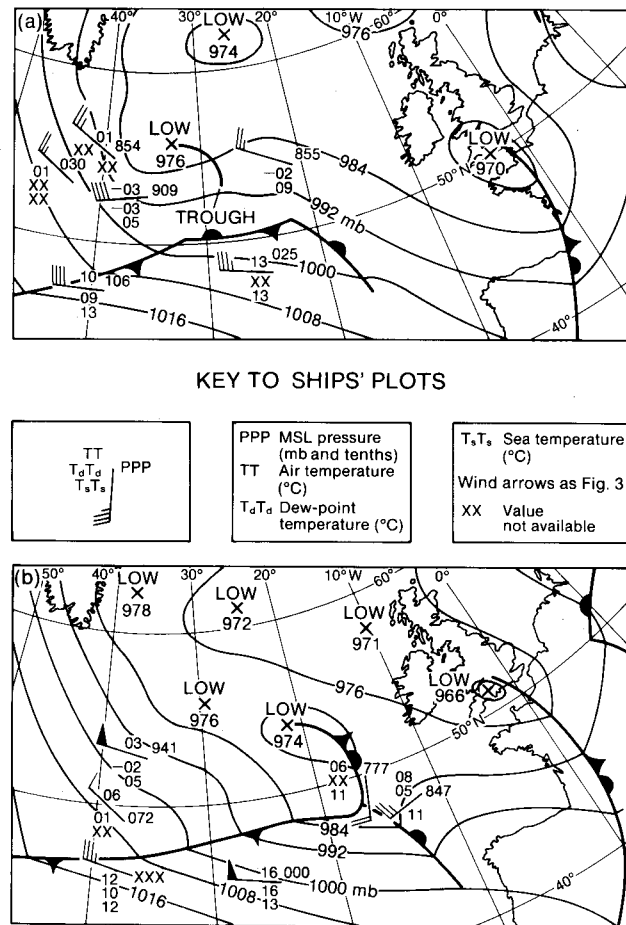 (a)
40°
30°
20°
10°
0°
LOW
974
976
60°
01
854
XX
XX
030
01
XX
XX
LOW
976
855
-02
09
984
LOW
970
50°N
-03
909
-03
05
TROUGH
992 mb
13
025
XX
13
1000
10
106
09
13
1008
1016
40°
KEY TO SHIPS' PLOTS
TT
TdTd
TsTs
PPP
PPP MSL pressure
(mb and tenths)
TT Air temperature
(°C)
TdTd Dew-point
temperature (°C)
TsTs Sea temperature
(°C)
Wind arrows as Fig. 3
XX Value
not available
(b)
50°
40°
30°
20°
10°W
60°
0°
LOW
978
LOW
972
LOW
971
976
LOW
966
50°N
LOW
976
LOW
974
03
941
-02
05
06
777
XX
11
08
05
847
11
06
072
01
XX
984
992
XXX
12
10
12
16
000
16
13
1000 mb
1008
1016
40°